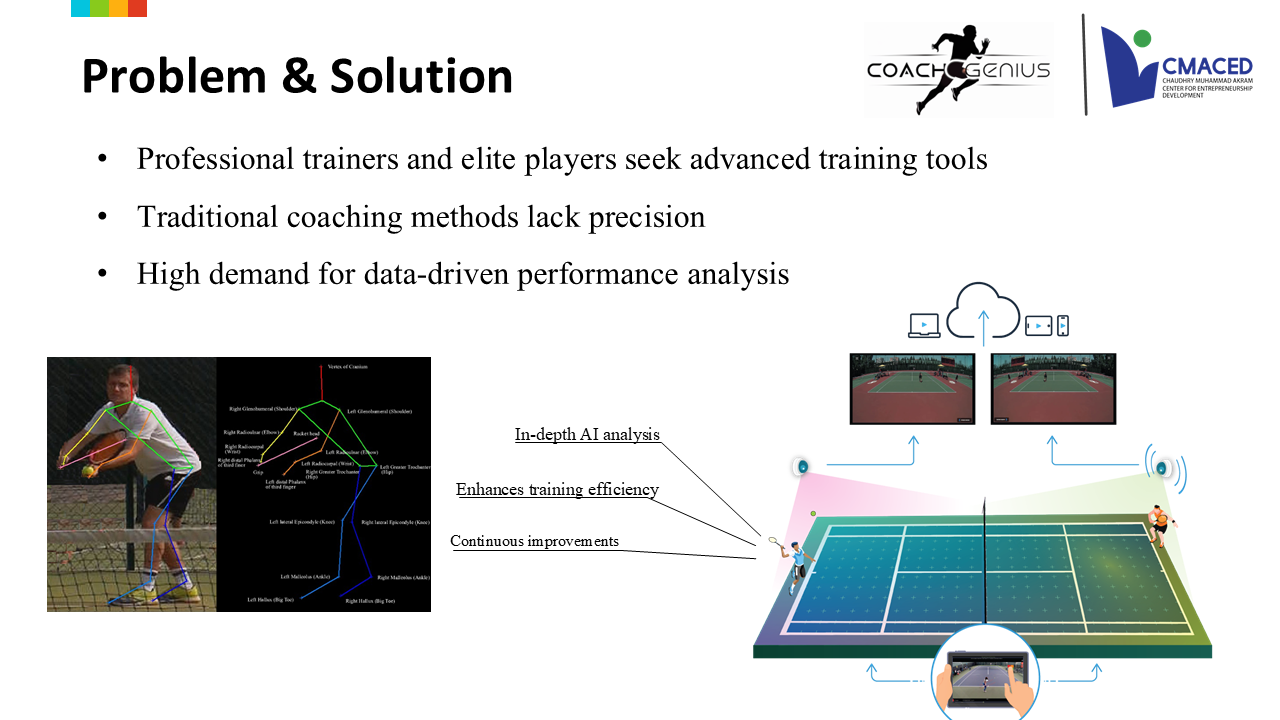 Problem & Solution
COACH GENIUS
CMACED
CHAUDHRY MUHAMMAD AKRAM
CENTER FOR ENTREPRENEURSHIP
DEVELOPMENT
• Professional trainers and elite players seek advanced training tools
• Traditional coaching methods lack precision
• High demand for data-driven performance analysis
Vertex of Cranium
Right Glenohumeral (Shoulder)
Left Glenohumeral (Shoulder)
Right Radioulnar (Elbow)
Racket head
Right Radiocarpal
(Wrist)
Left Radioulnar (Elbow)
Right distal Phalanx
of third finger
Left Radiocarpal (Wrist)
Grip
Right Greater Trochanter
(Hip)
Left Greater Trochanter
(Hip)
Left distal Phalanx
of third finger
Left lateral Epicondyle (Knee)
Right lateral Epicondyle (Knee)
Left Malleolus (Ankle)
Right Malleolus (Ankle)
Left Hallux (Big Toe)
Right Hallux (Big Toe)
In-depth AI analysis
Enhances training efficiency
Continuous improvements